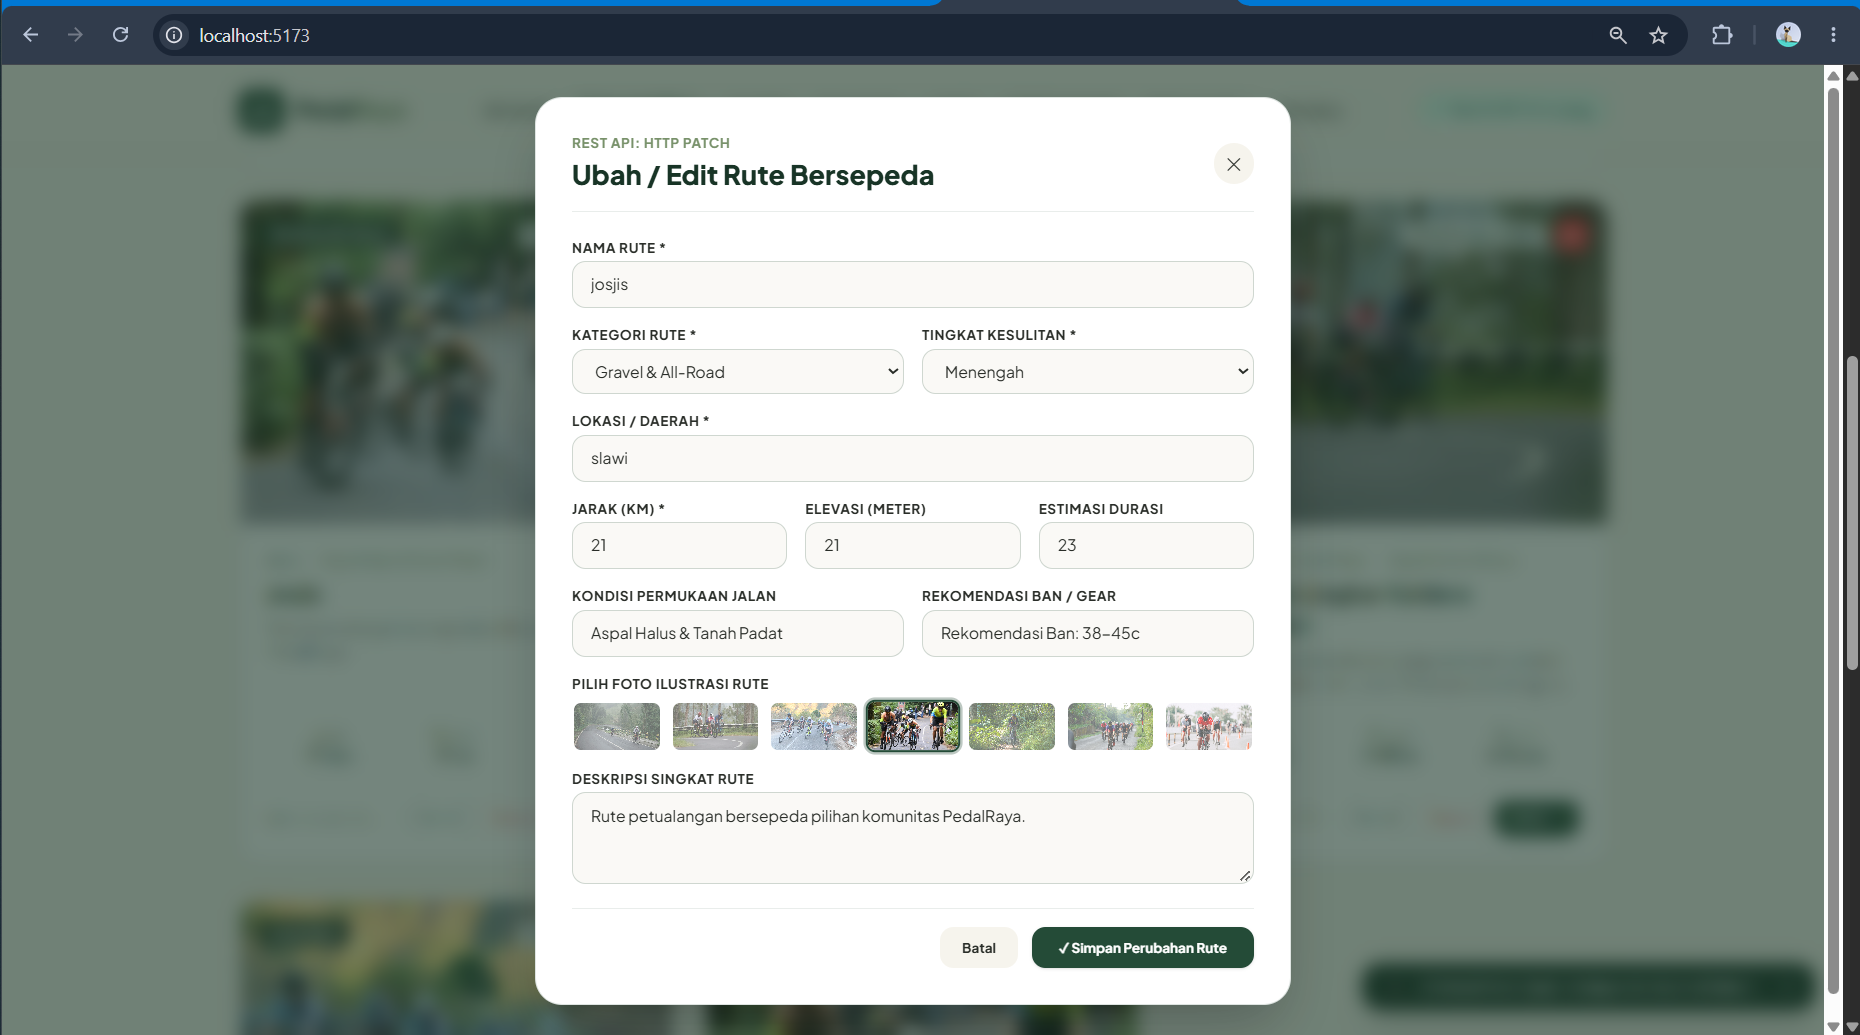 localhost:5173
REST API: HTTP PATCH
Ubah / Edit Rute Bersepeda
NAMA RUTE *
josjis
KATEGORI RUTE * TINGKAT KESULITAN *
Gravel & All-Road Menengah
LOKASI / DAERAH *
slawi
JARAK (KM) * ELEVASI (METER) ESTIMASI DURASI
21 21 23
KONDISI PERMUKAAN JALAN REKOMENDASI BAN / GEAR
Aspal Halus & Tanah Padat Rekomendasi Ban: 38–45c
PILIH FOTO ILUSTRASI RUTE
DESKRIPSI SINGKAT RUTE
Rute petualangan bersepeda pilihan komunitas PedalRaya.
Batal ✓ Simpan Perubahan Rute